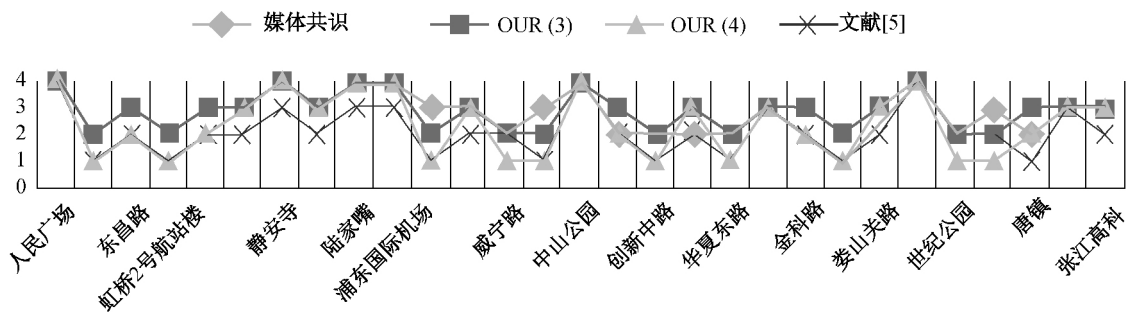 媒体共识 OUR (3) OUR (4) 文献[5]
4
3
2
1
0
人民广场
东昌路
虹桥2号航站楼
静安寺
陆家嘴
浦东国际机场
威宁路
中山公园
创新中路
华夏东路
金科路
娄山关路
世纪公园
唐镇
张江高科